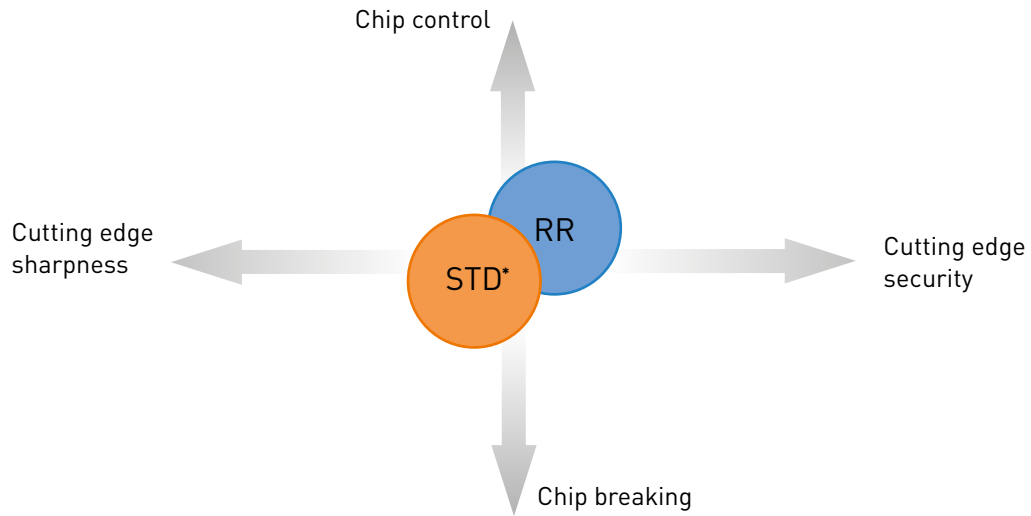 Chip control
Cutting edge
sharpness
RR
STD*
Cutting edge
security
Chip breaking